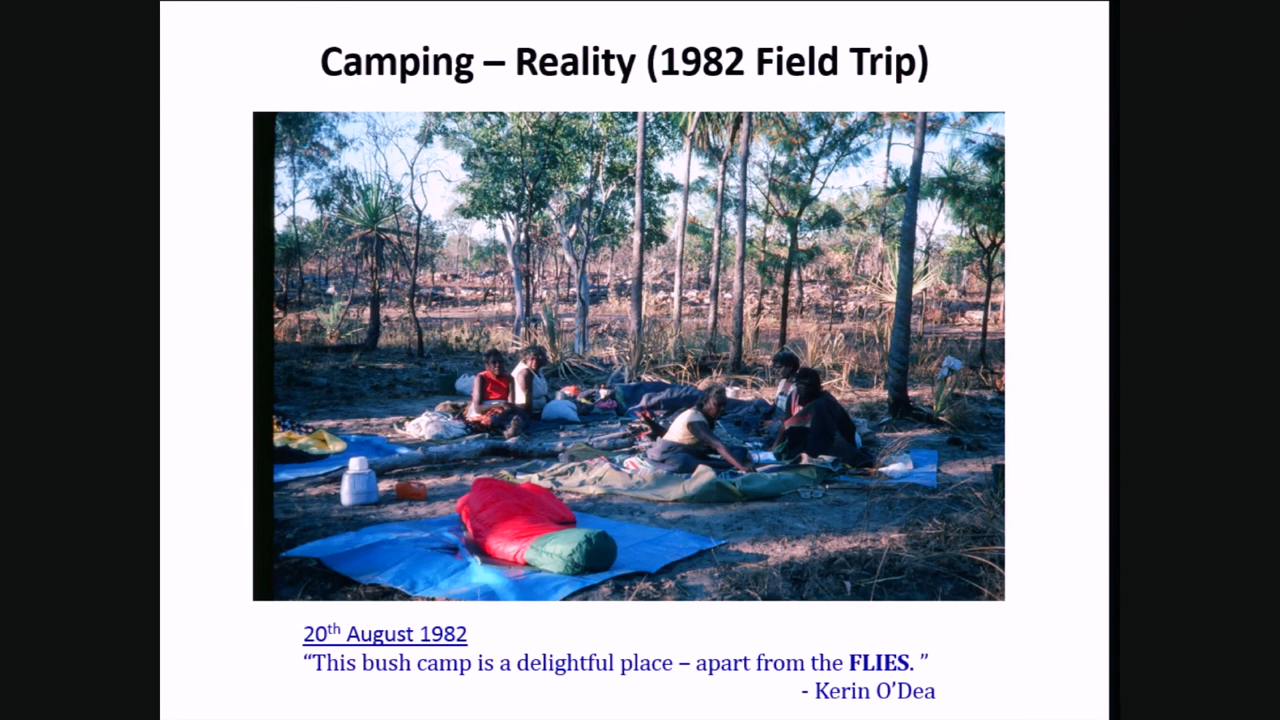 Camping – Reality (1982 Field Trip)
20th August 1982
“This bush camp is a delightful place – apart from the FLIES. ”
- Kerin O’Dea